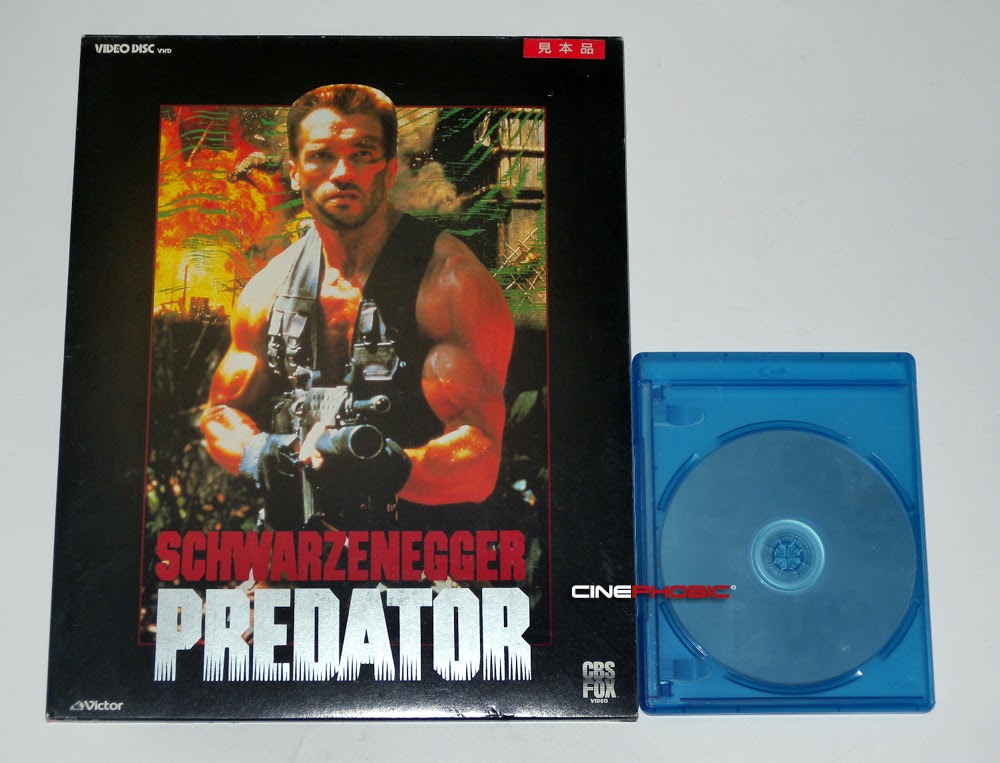 VIDEO DISC VHD
見本品
SCHWARZENEGGER
PREDATOR
CINEPHOBIC©
CBS
FOX
VIDEO
Victor